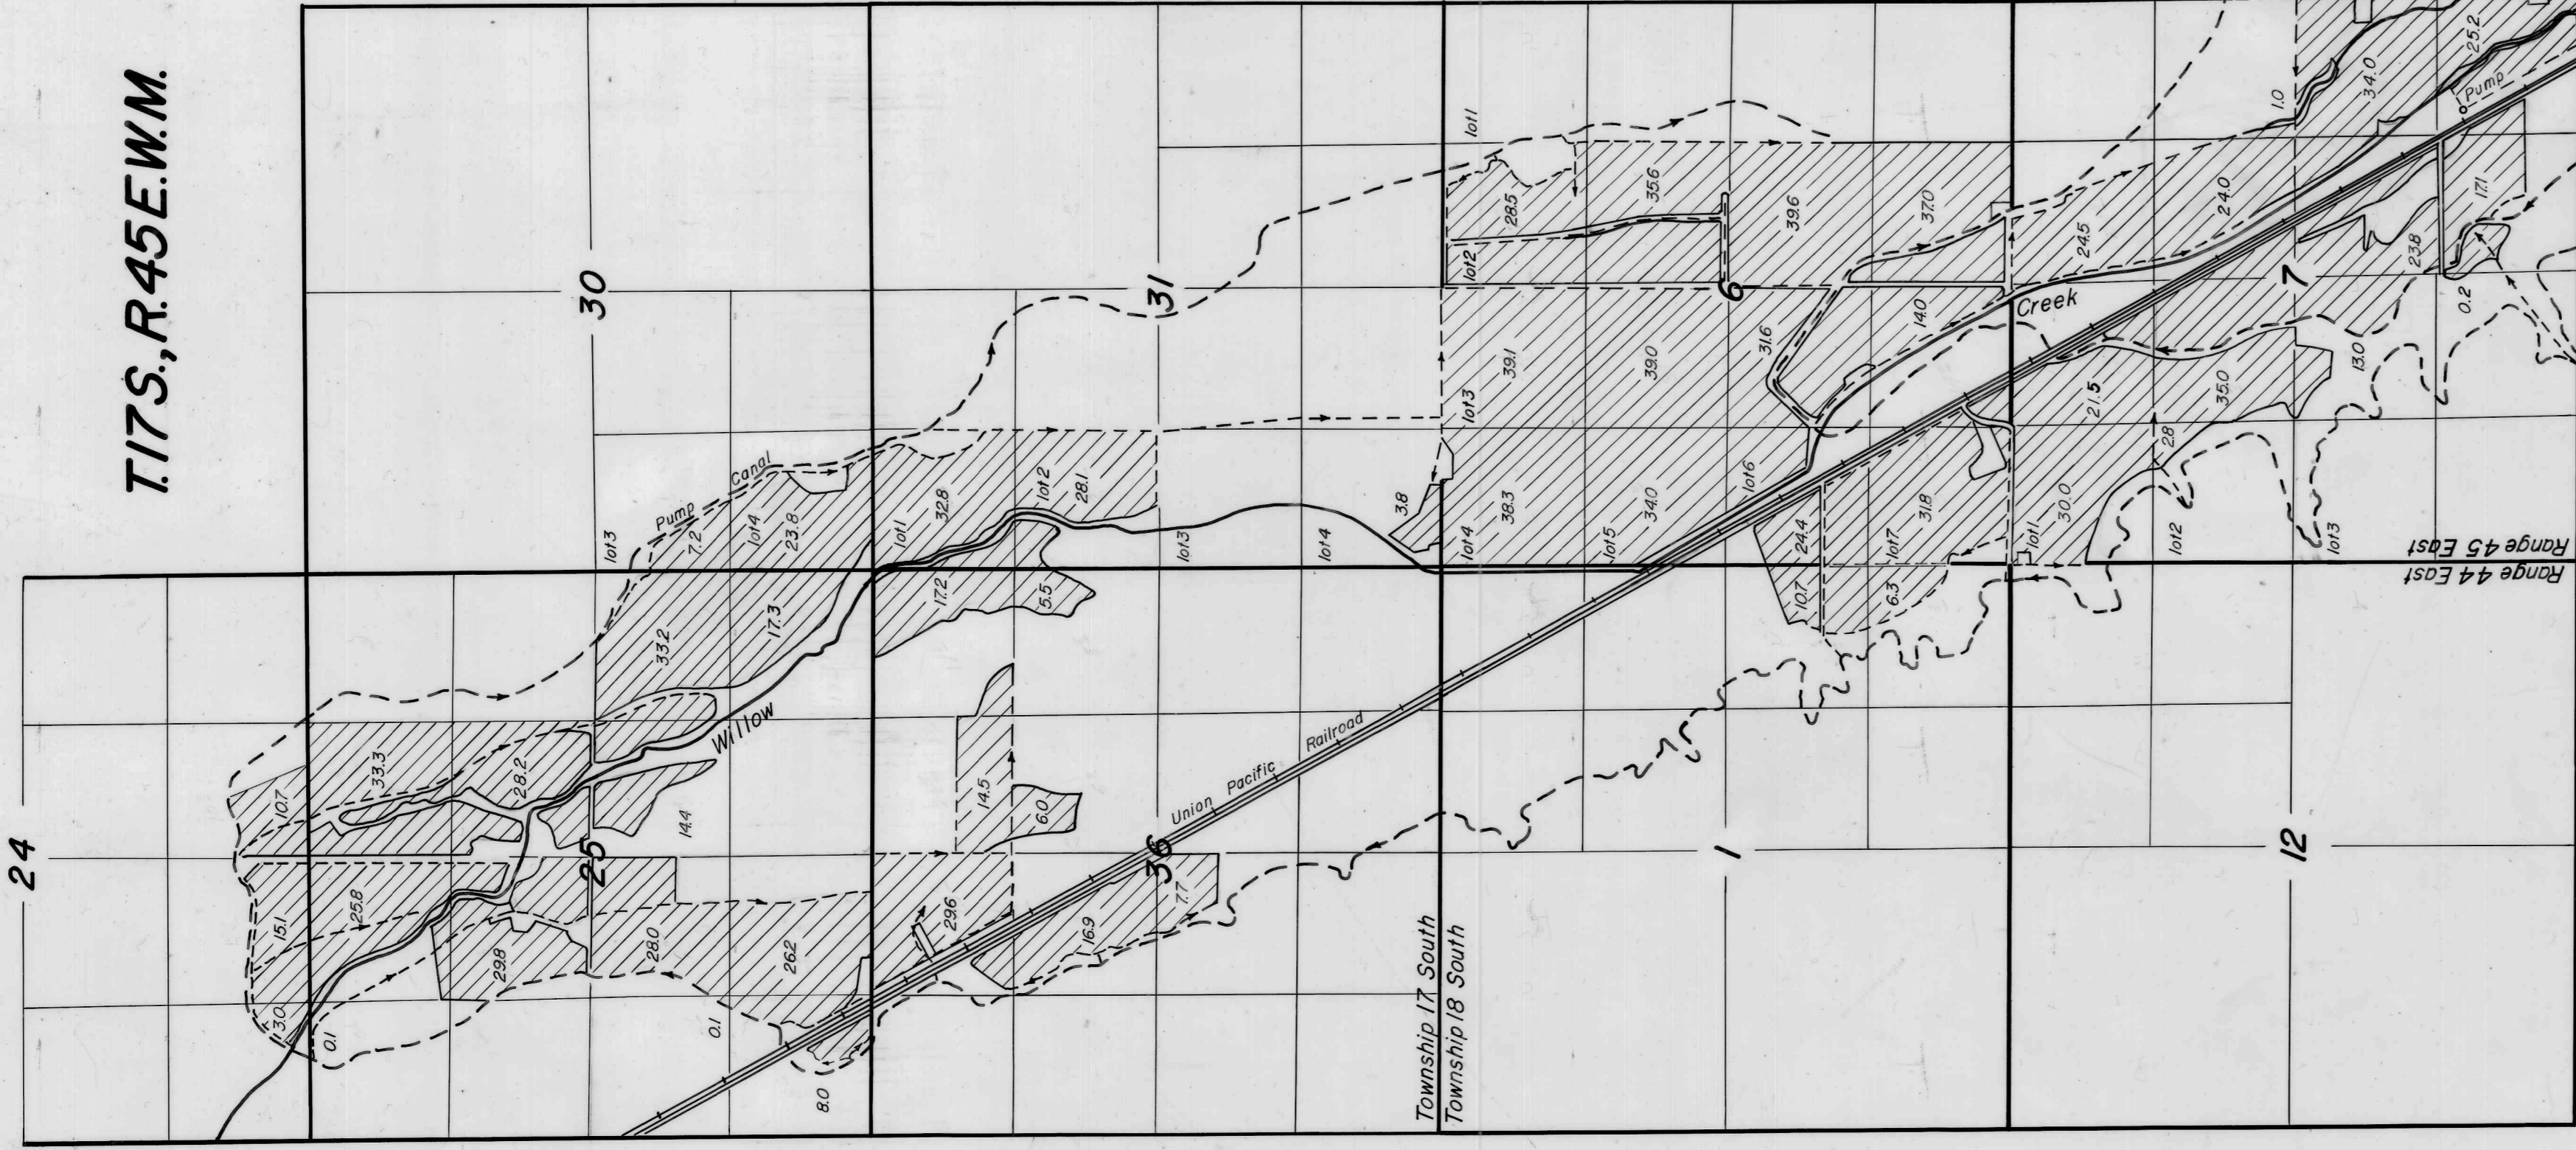 T.17S., R.45E.W.M.
24
30
31
25
36
6
1
7
12
Township 17 South
Township 18 South
Range 45 East
Range 44 East
Union Pacific Railroad
Willow
Creek
Pump Canal
Pump
10.7
33.3
28.2
15.1
25.8
3.0
0.1
29.8
28.0
26.2
0.1
8.0
14.4
33.2
17.3
lot 3
7.2
lot 4
23.8
lot 1
32.8
lot 2
28.1
17.2
5.5
lot 3
lot 4
3.8
14.5
6.0
29.6
16.9
7.7
lot 1
28.5
lot 2
35.6
39.6
37.0
lot 3
39.1
39.0
31.6
14.0
lot 4
38.3
lot 5
34.0
lot 6
24.4
lot 7
31.8
10.7
6.3
1.0
34.0
25.2
24.0
24.5
17.1
23.8
0.2
13.0
21.5
35.0
2.8
lot 1
30.0
lot 2
lot 3